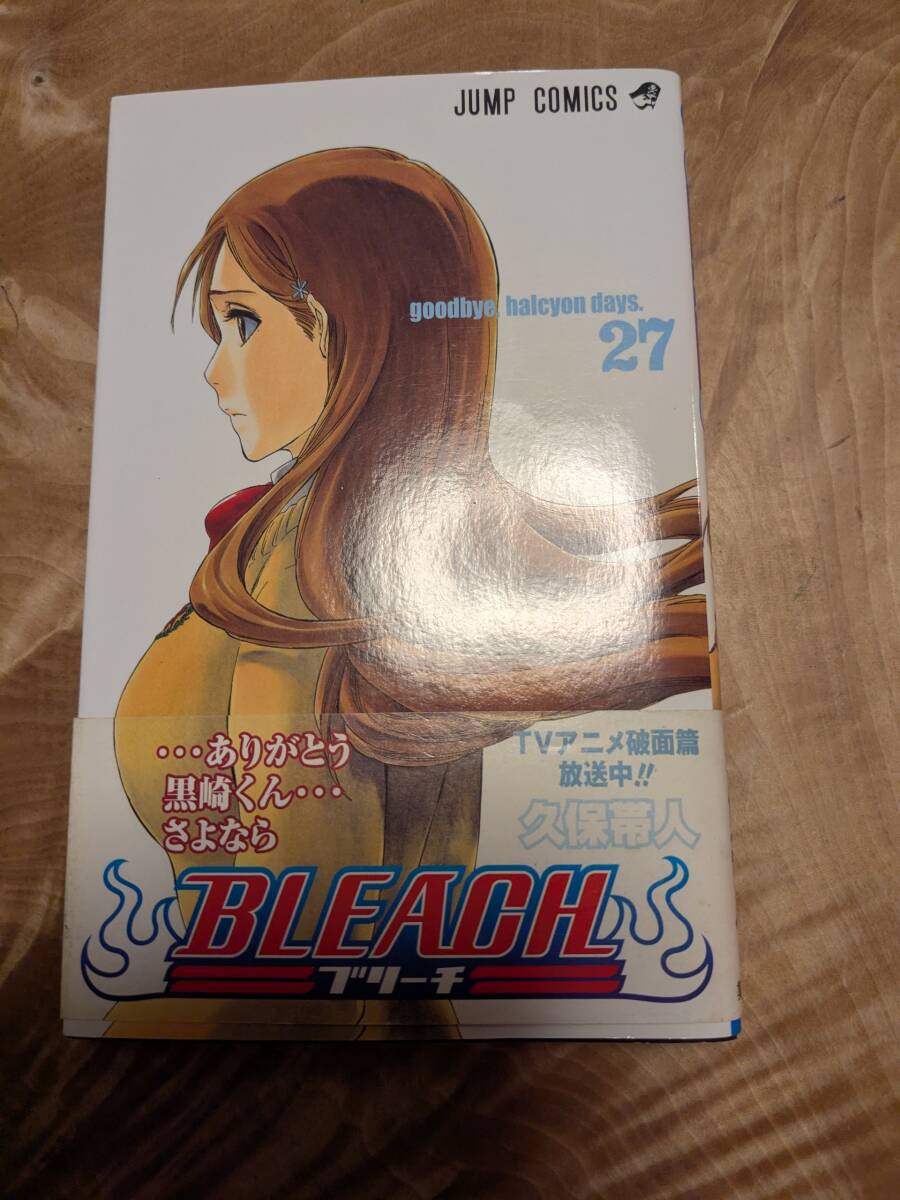 JUMP COMICS
goodbye, halcyon days.
27
・・・ありがとう
黒崎くん・・・
さよなら
TVアニメ破面篇
放送中!!
久保帯人
BLEACH
ブリーチ